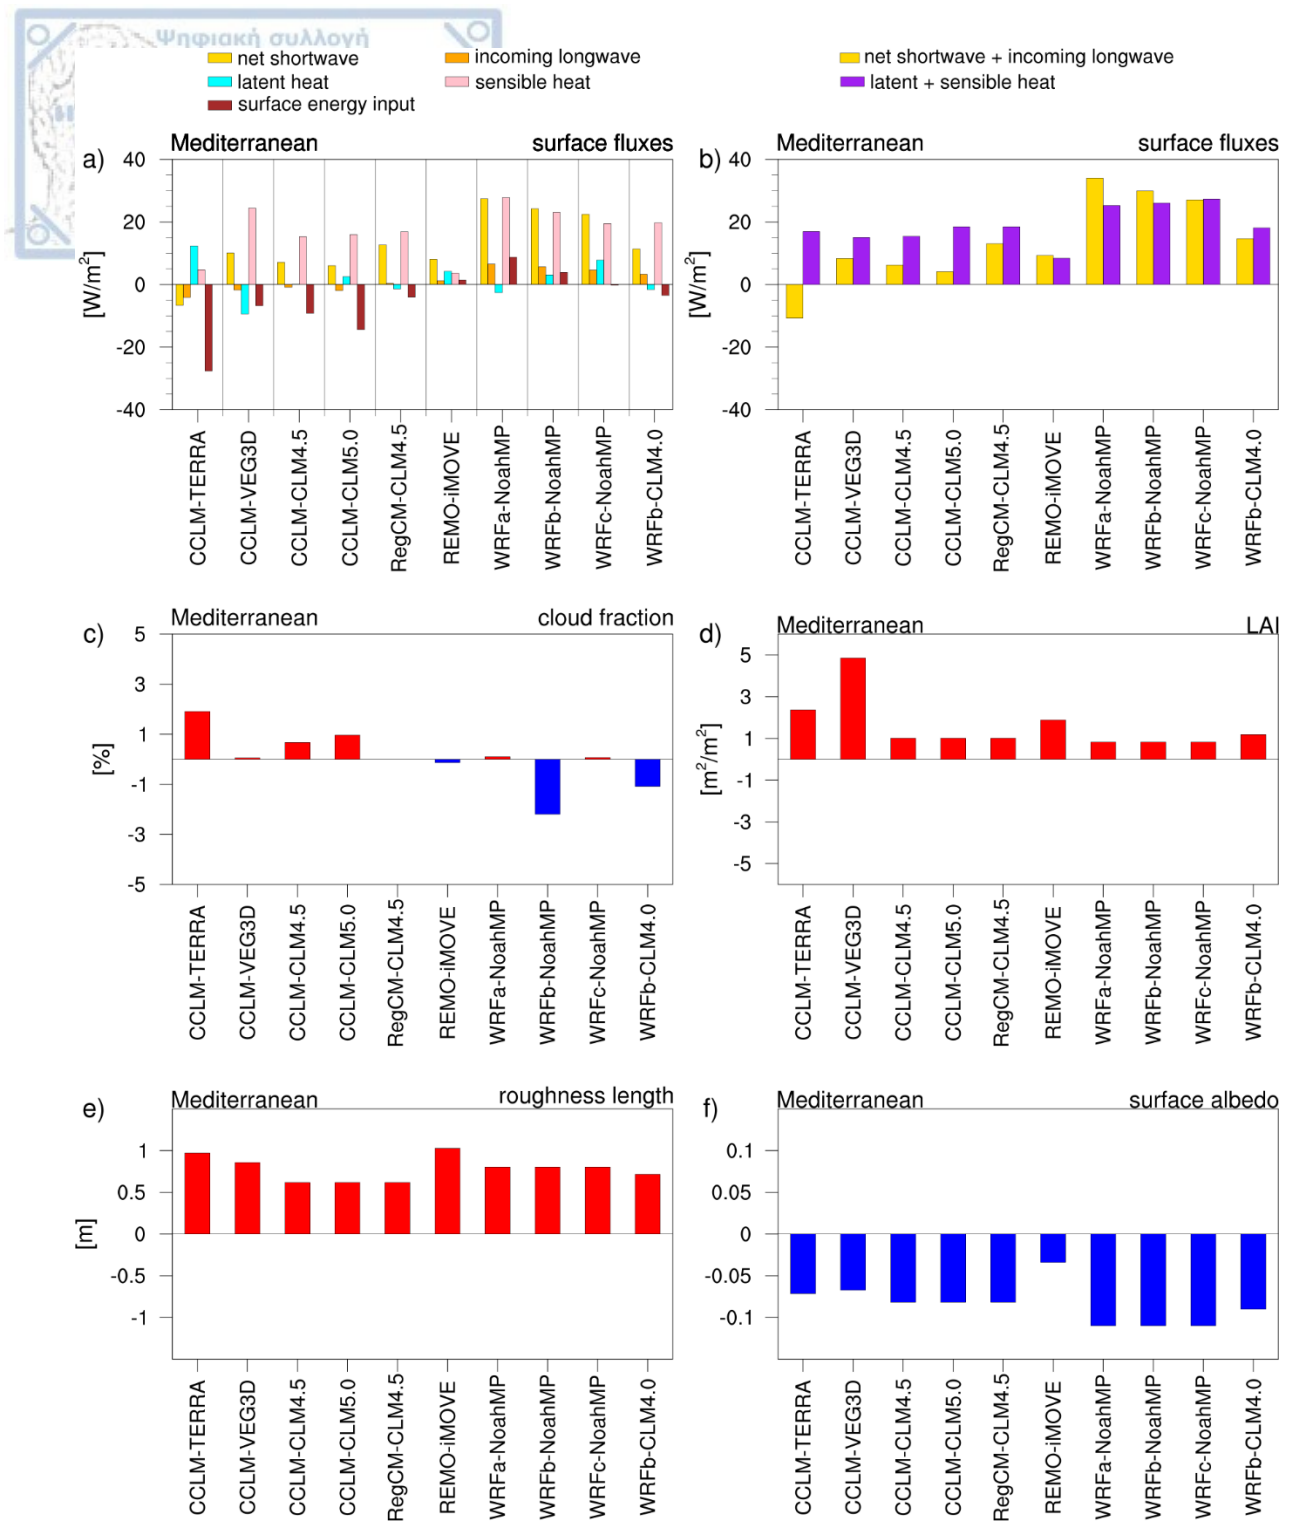 Ψηφιακή συλλογή
net shortwave
incoming longwave
latent heat
sensible heat
surface energy input
net shortwave + incoming longwave
latent + sensible heat
a)
Mediterranean
surface fluxes
40
20
0
-20
-40
[W/m²]
CCLM-TERRA
CCLM-VEG3D
CCLM-CLM4.5
CCLM-CLM5.0
RegCM-CLM4.5
REMO-iMOVE
WRFa-NoahMP
WRFb-NoahMP
WRFc-NoahMP
WRFb-CLM4.0
b)
Mediterranean
surface fluxes
40
20
0
-20
-40
[W/m²]
CCLM-TERRA
CCLM-VEG3D
CCLM-CLM4.5
CCLM-CLM5.0
RegCM-CLM4.5
REMO-iMOVE
WRFa-NoahMP
WRFb-NoahMP
WRFc-NoahMP
WRFb-CLM4.0
c)
Mediterranean
cloud fraction
5
3
1
-1
-3
-5
[%]
CCLM-TERRA
CCLM-VEG3D
CCLM-CLM4.5
CCLM-CLM5.0
RegCM-CLM4.5
REMO-iMOVE
WRFa-NoahMP
WRFb-NoahMP
WRFc-NoahMP
WRFb-CLM4.0
d)
Mediterranean
LAI
5
3
1
-1
-3
-5
[m²/m²]
CCLM-TERRA
CCLM-VEG3D
CCLM-CLM4.5
CCLM-CLM5.0
RegCM-CLM4.5
REMO-iMOVE
WRFa-NoahMP
WRFb-NoahMP
WRFc-NoahMP
WRFb-CLM4.0
e)
Mediterranean
roughness length
1
0.5
0
-0.5
-1
[m]
CCLM-TERRA
CCLM-VEG3D
CCLM-CLM4.5
CCLM-CLM5.0
RegCM-CLM4.5
REMO-iMOVE
WRFa-NoahMP
WRFb-NoahMP
WRFc-NoahMP
WRFb-CLM4.0
f)
Mediterranean
surface albedo
0.1
0.05
0
-0.05
-0.1
CCLM-TERRA
CCLM-VEG3D
CCLM-CLM4.5
CCLM-CLM5.0
RegCM-CLM4.5
REMO-iMOVE
WRFa-NoahMP
WRFb-NoahMP
WRFc-NoahMP
WRFb-CLM4.0